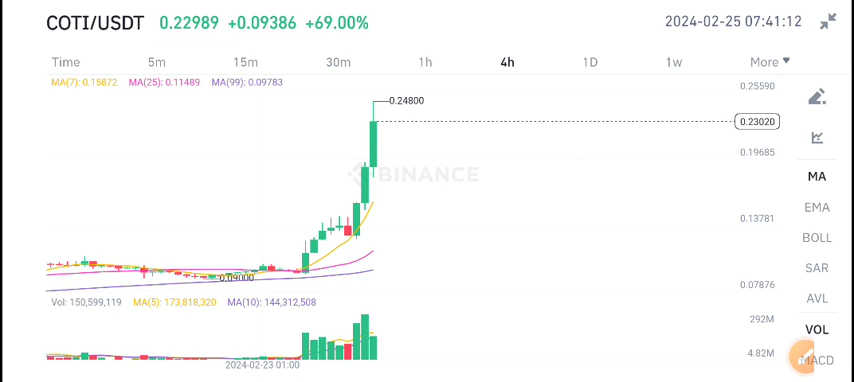 COTI/USDT 0.22989 +0.09386 +69.00% 2024-02-25 07:41:12
Time 5m 15m 30m 1h 4h 1D 1w More
MA(7): 0.15872 MA(25): 0.11489 MA(99): 0.09783
0.25590
0.24800
0.23020
0.19685
BINANCE
MA
EMA
0.13781
BOLL
SAR
0.09000
0.07876
AVL
Vol: 150,599,119 MA(5): 173,818,320 MA(10): 144,312,508
292M
VOL
4.82M
MACD
2024-02-23 01:00